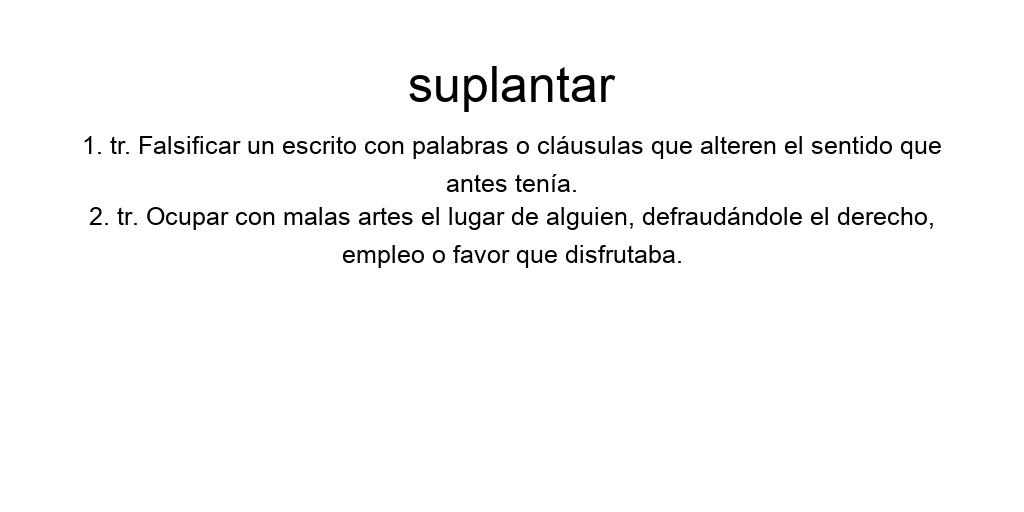 suplantar
1. tr. Falsificar un escrito con palabras o cláusulas que alteren el sentido que
antes tenía.
2. tr. Ocupar con malas artes el lugar de alguien, defraudándole el derecho,
empleo o favor que disfrutaba.